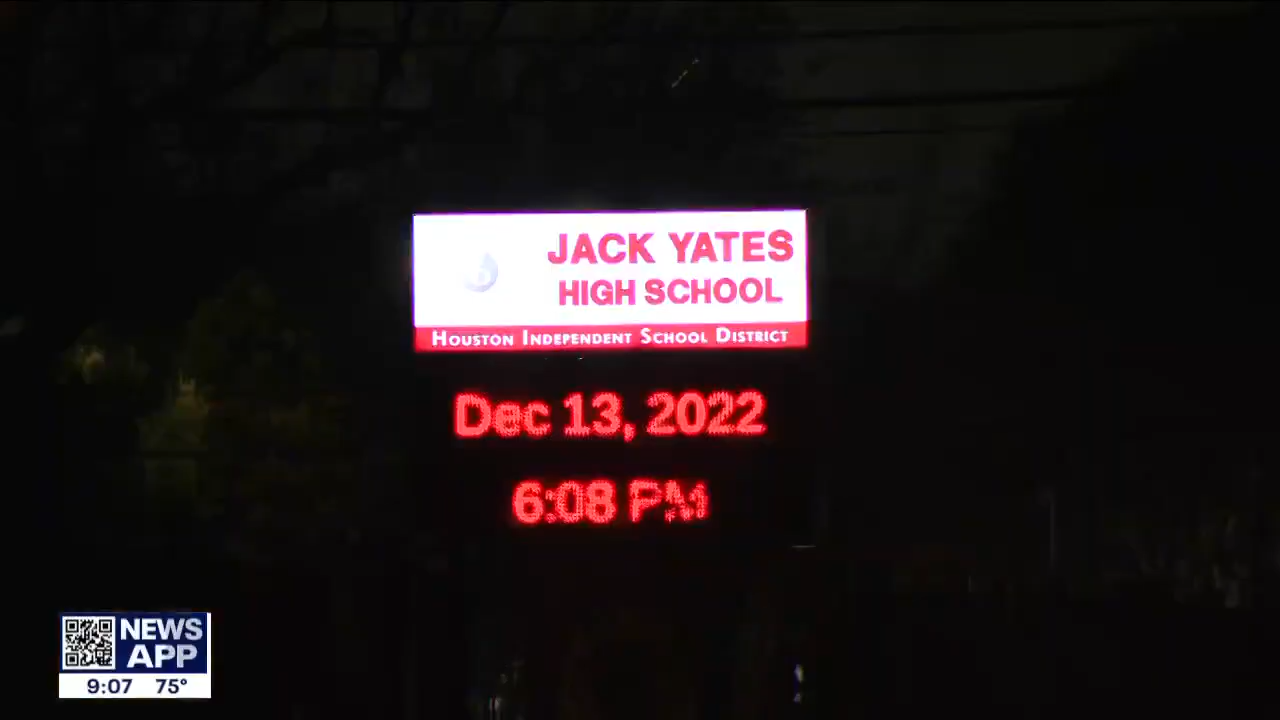 JACK YATES
HIGH SCHOOL
HOUSTON INDEPENDENT SCHOOL DISTRICT
Dec 13, 2022
6:08 PM
NEWS
APP
9:07 75°